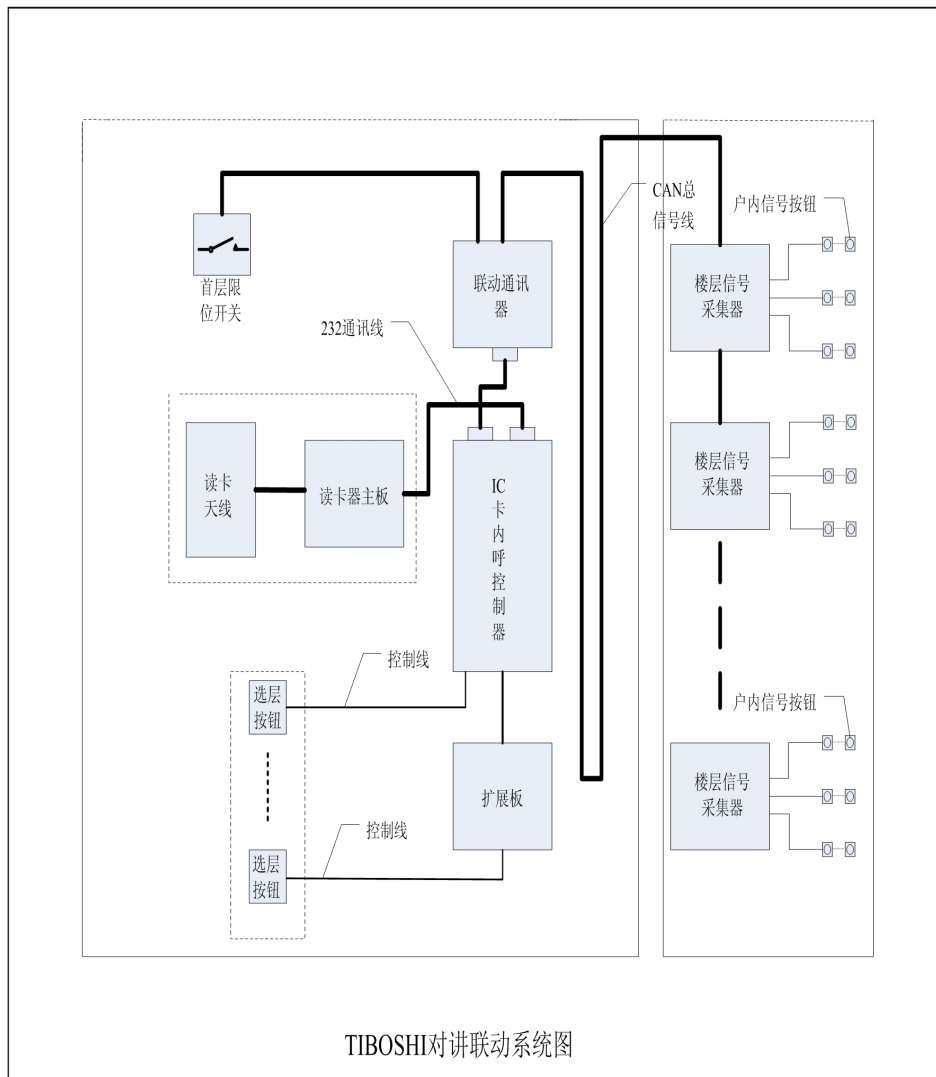 CAN总
信号线
户内信号按钮
首层限
位开关
联动通讯
器
楼层信号
采集器
232通讯线
读卡
天线
读卡器主板
IC
卡
内
呼
控
制
器
楼层信号
采集器
控制线
选层
按钮
户内信号按钮
扩展板
楼层信号
采集器
控制线
选层
按钮
TIBOSHI对讲联动系统图